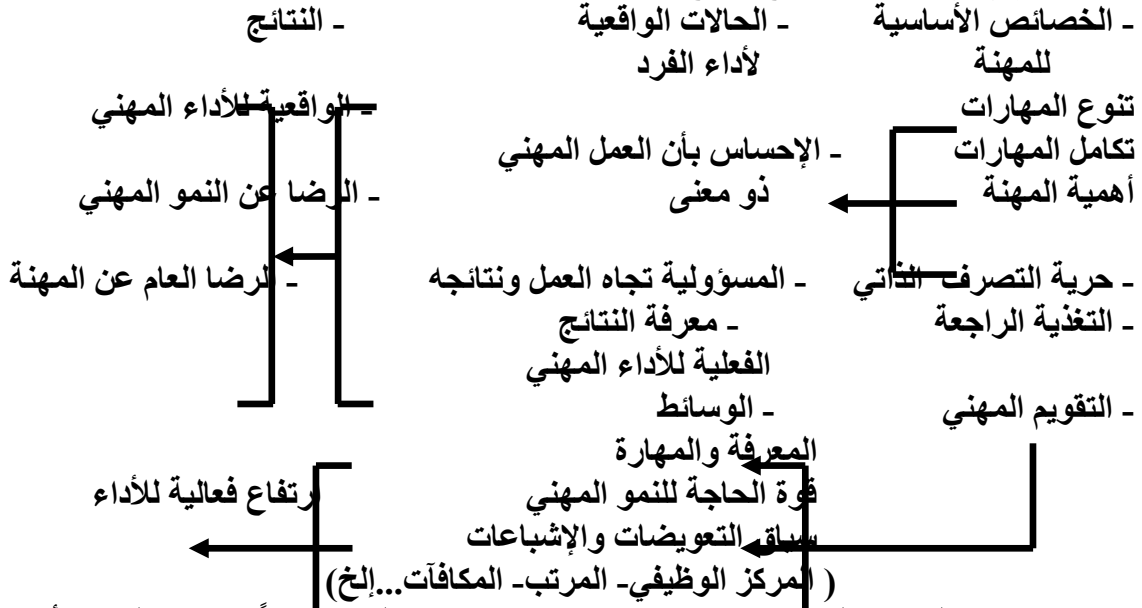 - الخصائص الأساسية - الحالات الواقعية - النتائج
للمهنة لأداء الفرد
تنوع المهارات - الواقعية للأداء المهني
تكامل المهارات - الإحساس بأن العمل المهني
أهمية المهنة ذو معنى - الرضا عن النمو المهني
- حرية التصرف الذاتي - المسؤولية تجاه العمل ونتائجه - الرضا العام عن المهنة
- التغذية الراجعة - معرفة النتائج
الفعلية للأداء المهني
- التقويم المهني - الوسائط
المعرفة والمهارة
قوة الحاجة للنمو المهني ارتفاع فعالية للأداء
سياق التعويضات والإشباعات
( المركز الوظيفي- المرتب- المكافآت...إلخ)